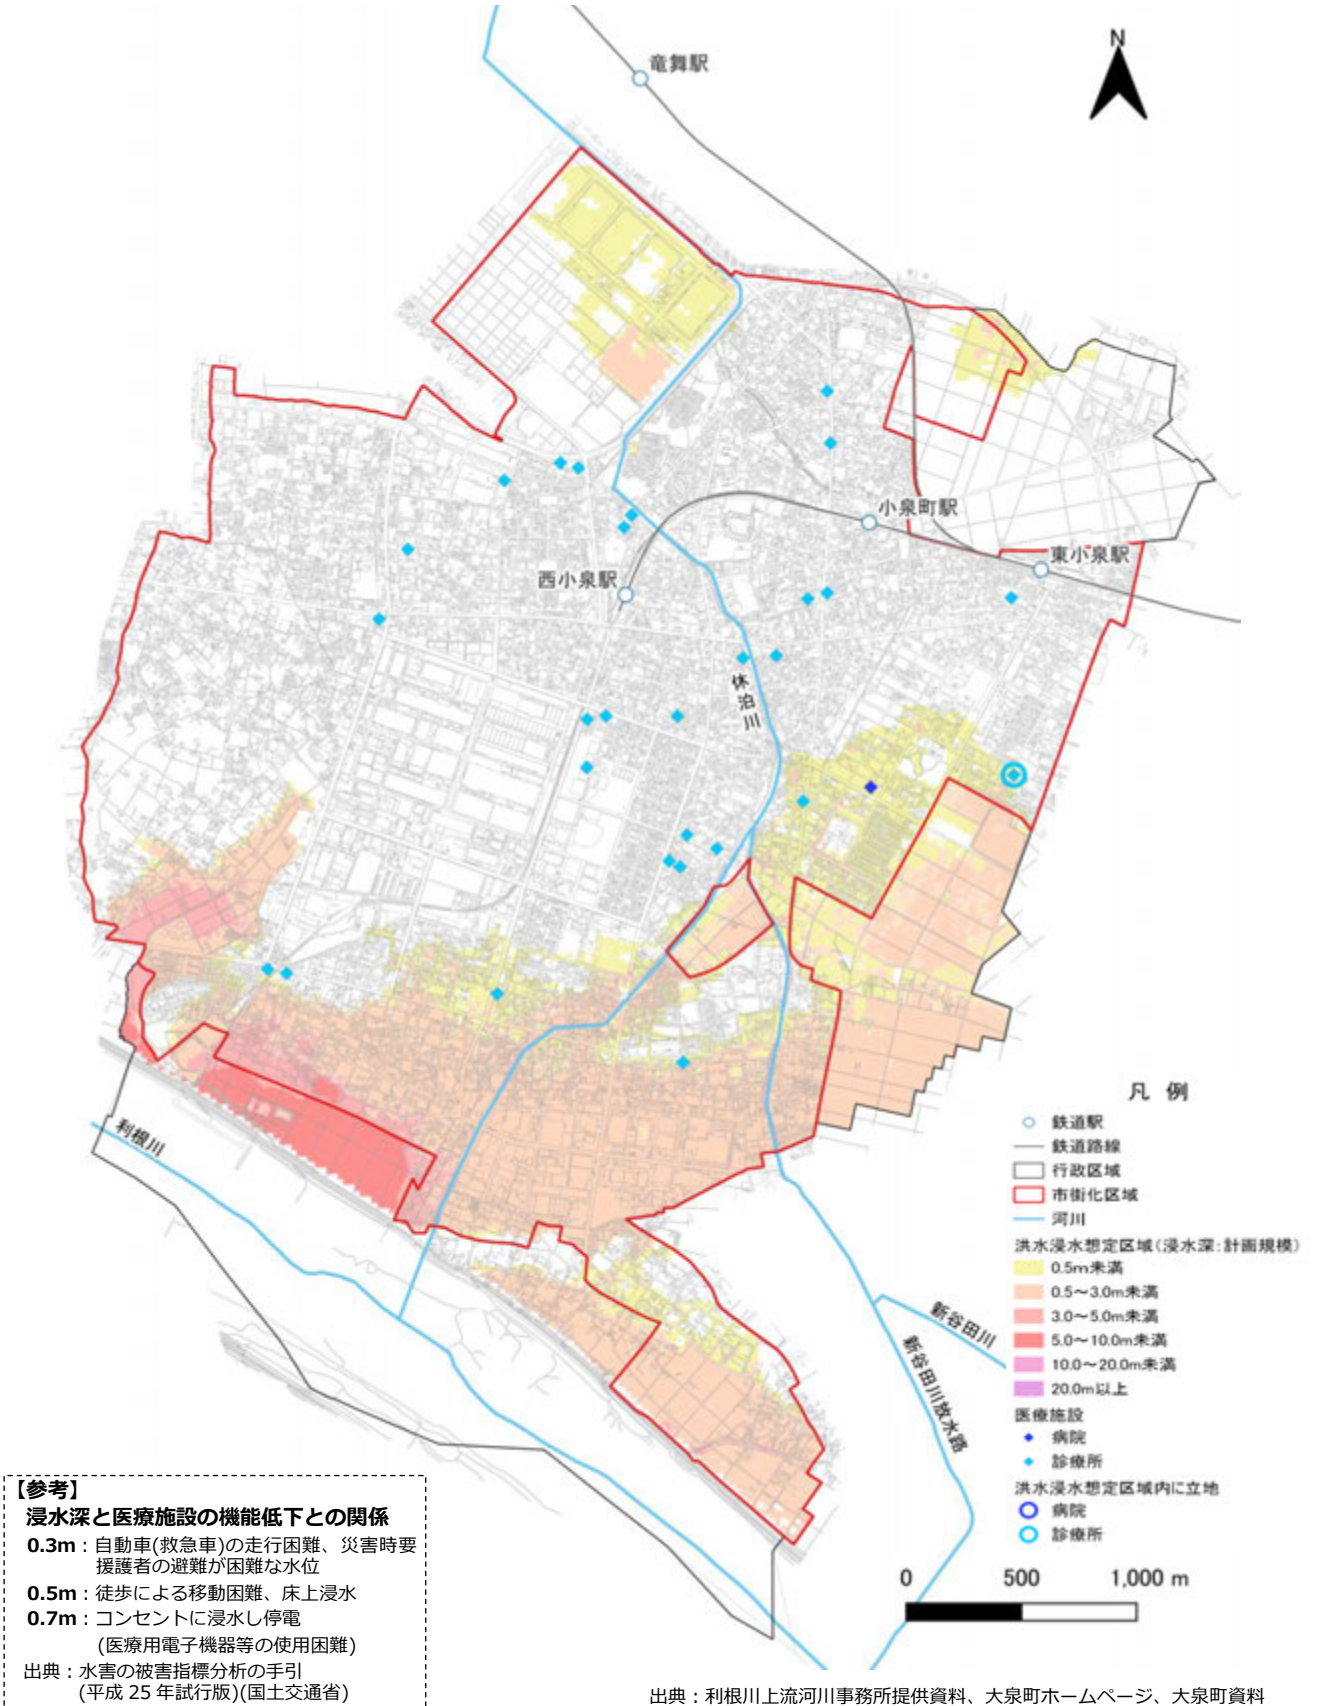 N
竜舞駅
小泉町駅
東小泉駅
西小泉駅
休泊川
利根川
新谷田川
新谷田川放水路
凡 例
鉄道駅
鉄道路線
行政区域
市街化区域
河川
洪水浸水想定区域(浸水深:計画規模)
0.5m未満
0.5～3.0m未満
3.0～5.0m未満
5.0～10.0m未満
10.0～20.0m未満
20.0m以上
医療施設
病院
診療所
洪水浸水想定区域内に立地
病院
診療所
0 500 1,000 m
【参考】
浸水深と医療施設の機能低下との関係
0.3m：自動車(救急車)の走行困難、災害時要
援護者の避難が困難な水位
0.5m：徒歩による移動困難、床上浸水
0.7m：コンセントに浸水し停電
(医療用電子機器等の使用困難)
出典：水害の被害指標分析の手引
(平成 25 年試行版)(国土交通省)
出典：利根川上流河川事務所提供資料、大泉町ホームページ、大泉町資料